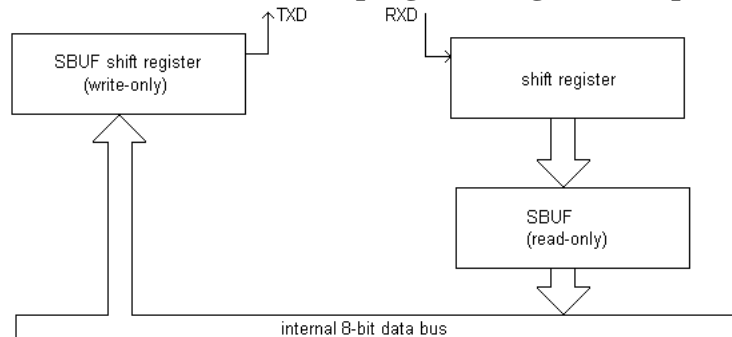 TXD
RXD
SBUF shift register
(write-only)
shift register
SBUF
(read-only)
internal 8-bit data bus